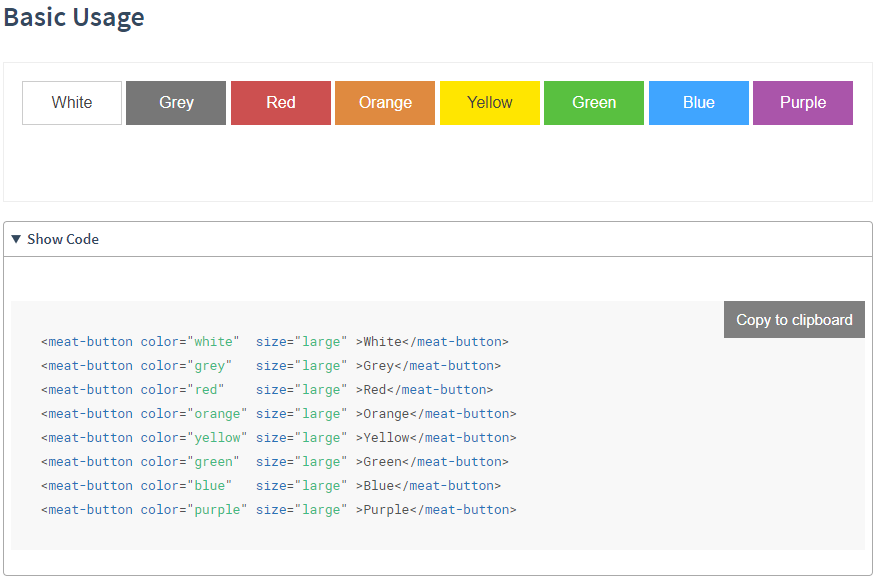 Basic Usage
White Grey Red Orange Yellow Green Blue Purple
▼ Show Code
Copy to clipboard
<meat-button color="white"  size="large" >White</meat-button>
<meat-button color="grey"   size="large" >Grey</meat-button>
<meat-button color="red"    size="large" >Red</meat-button>
<meat-button color="orange" size="large" >Orange</meat-button>
<meat-button color="yellow" size="large" >Yellow</meat-button>
<meat-button color="green"  size="large" >Green</meat-button>
<meat-button color="blue"   size="large" >Blue</meat-button>
<meat-button color="purple" size="large" >Purple</meat-button>